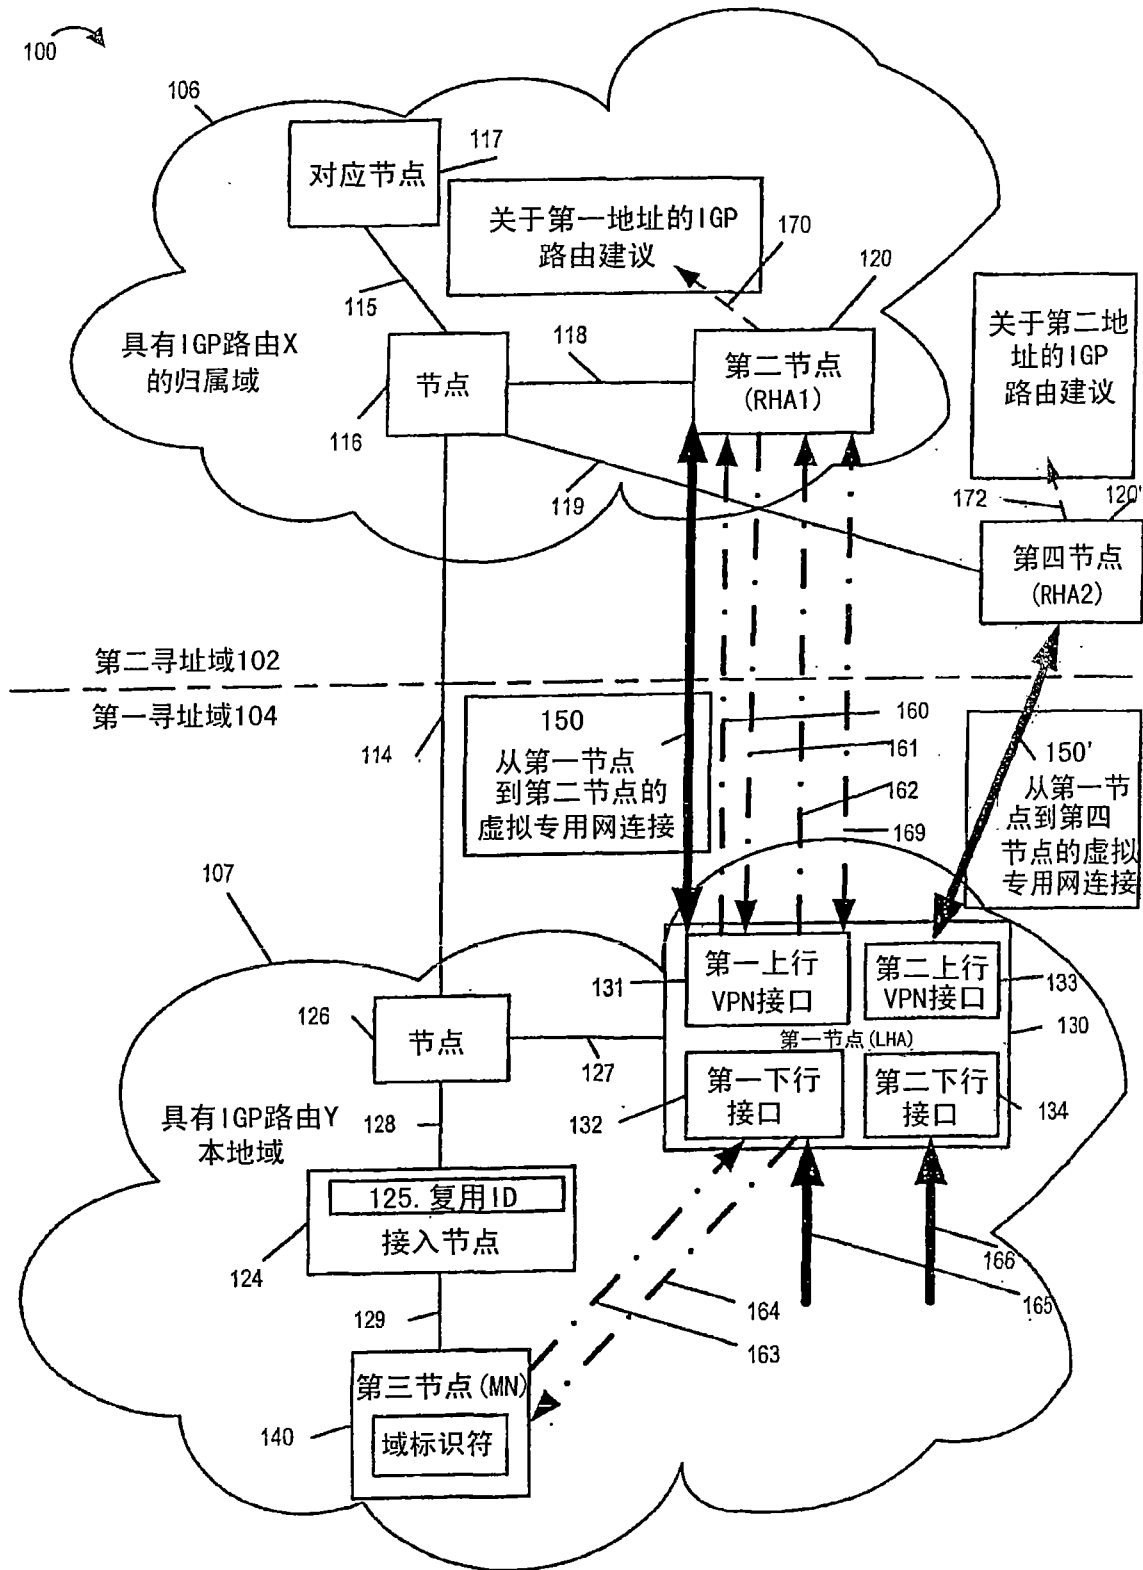 100
106
对应节点
117
关于第一地址的IGP
路由建议
170
120
115
具有IGP路由X
的归属域
118
节点
116
第二节点
(RHA1)
关于第二地
址的IGP
路由建议
119
172
120'
第四节点
(RHA2)
第二寻址域102
第一寻址域104
114
150
从第一节点
到第二节点的
虚拟专用网连接
160
161
162
169
150'
从第一节
点到第四
节点的虚拟
专用网连接
107
131
第一上行
VPN接口
第二上行
VPN接口
133
126
节点
127
第一节点(LHA)
130
128
132
第一下行
接口
第二下行
接口
134
具有IGP路由Y
本地域
125.复用ID
接入节点
124
129
164
163
166
165
第三节点(MN)
140
域标识符